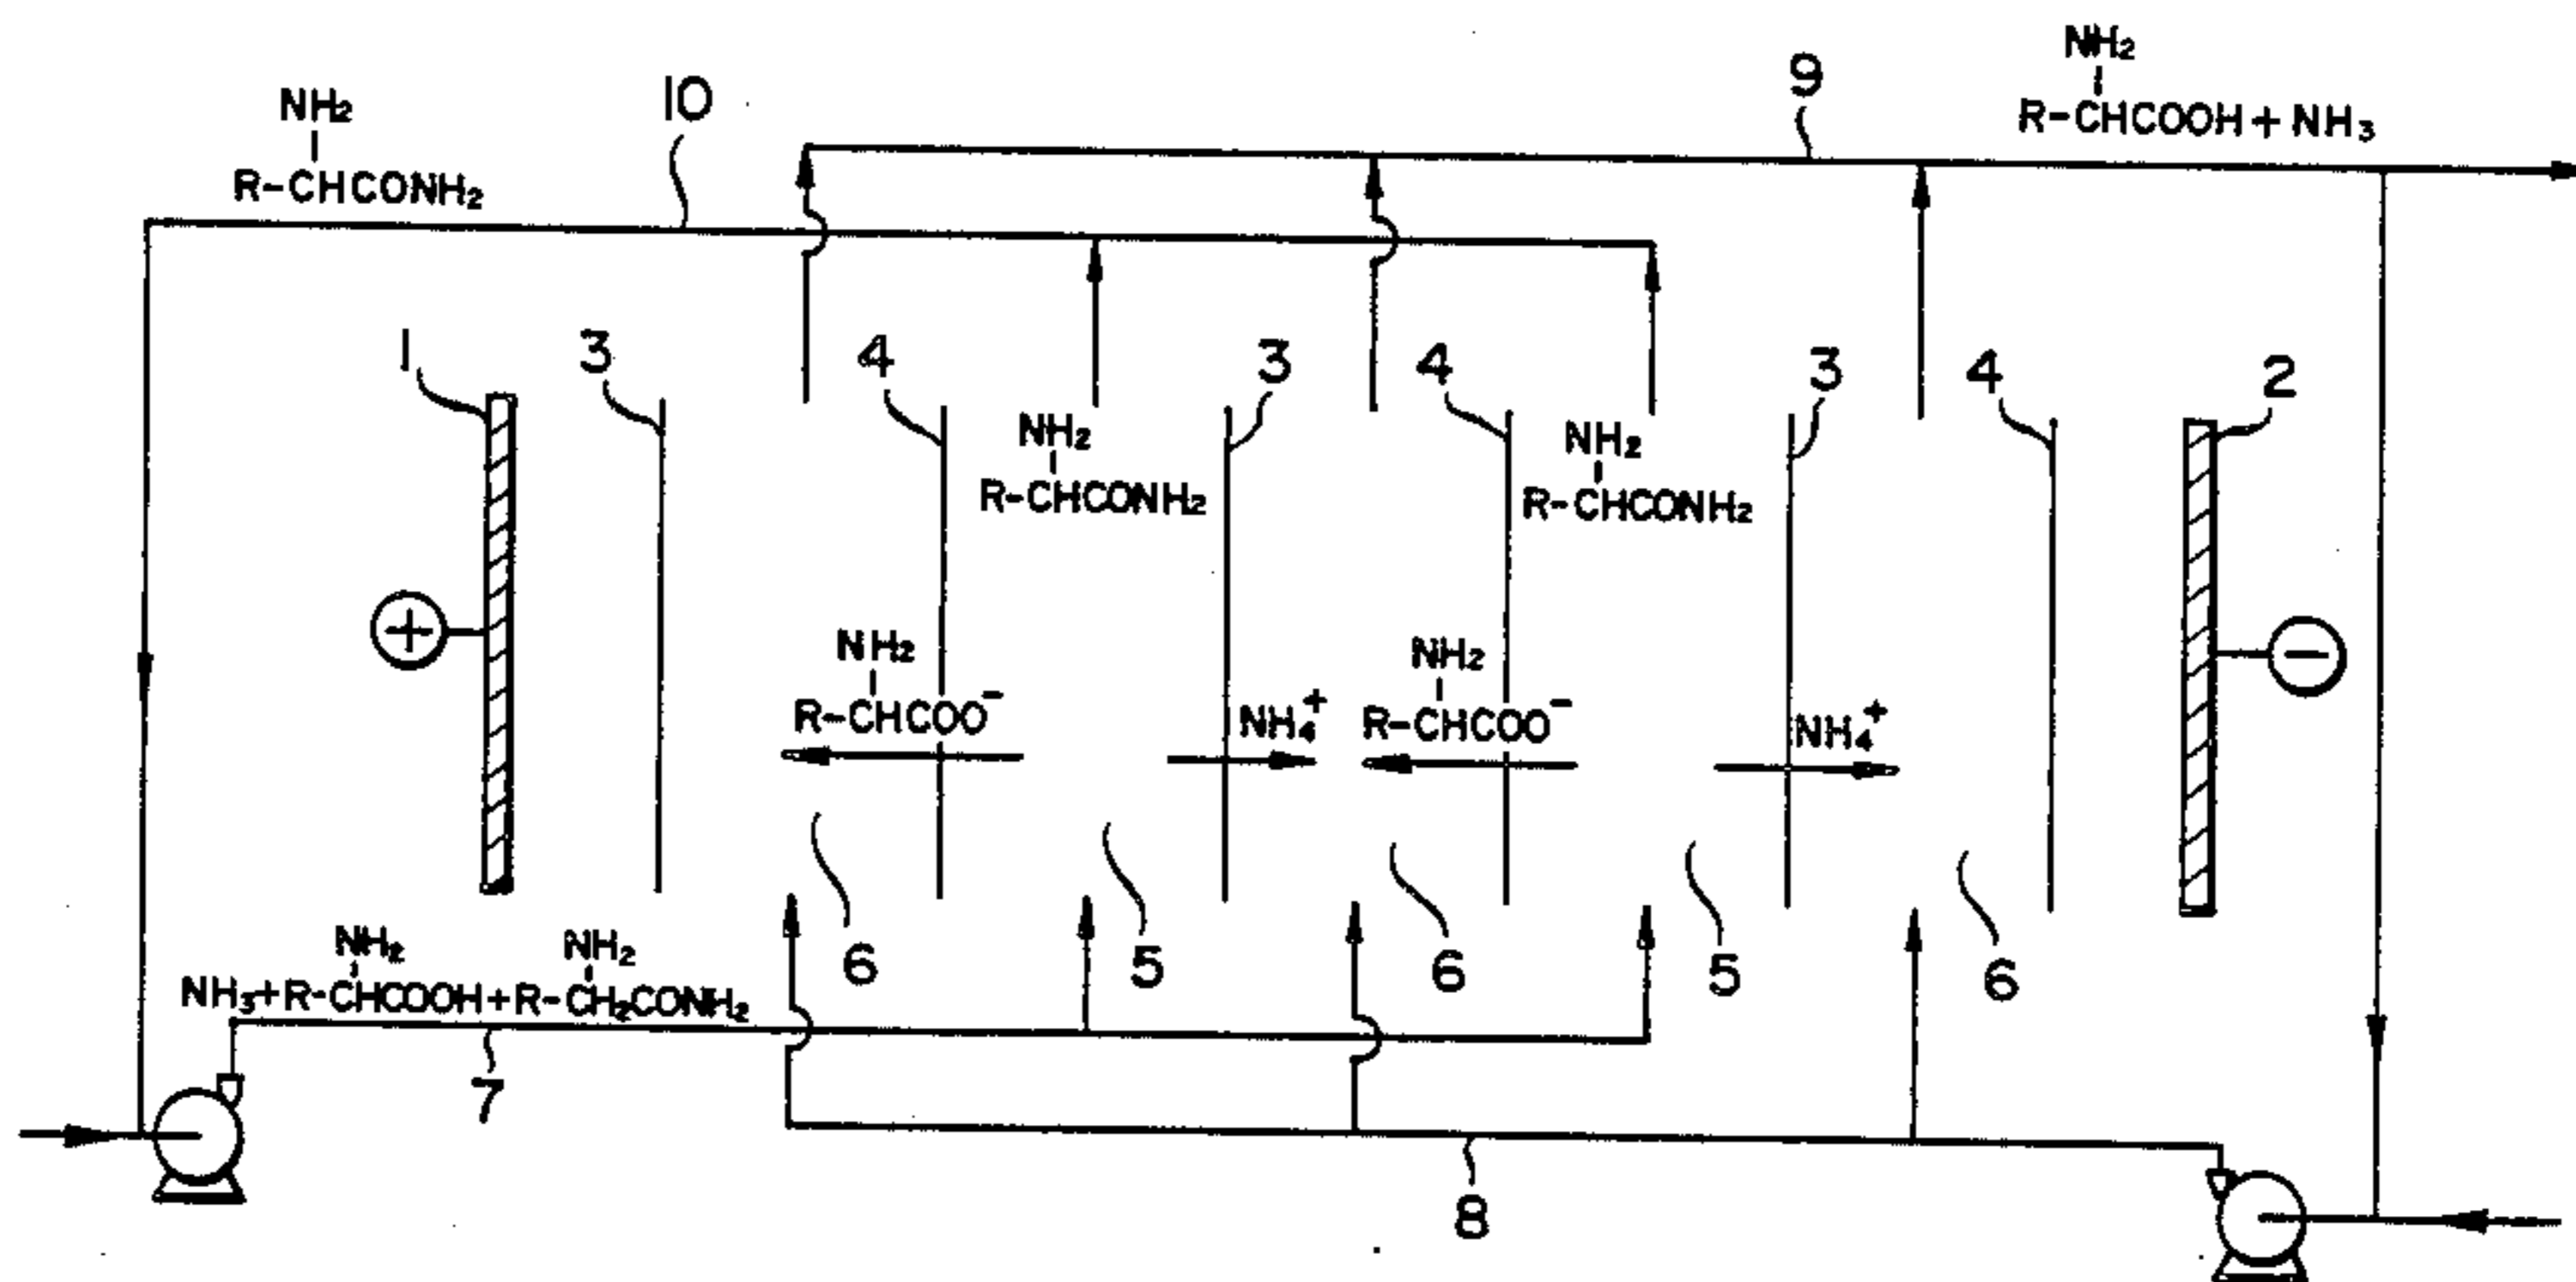 NH₂
R-CHCONH₂
10
9
NH₂
R-CHCOOH + NH₃
1
3
4
NH₂
R-CHCONH₂
3
4
NH₂
R-CHCONH₂
3
4
2
+
NH₂
R-CHCOO⁻
NH₄⁺
NH₂
R-CHCOO⁻
NH₄⁺
−
6
5
6
5
6
NH₂ NH₂
NH₃+R-CHCOOH+R-CH₂CONH₂
7
8